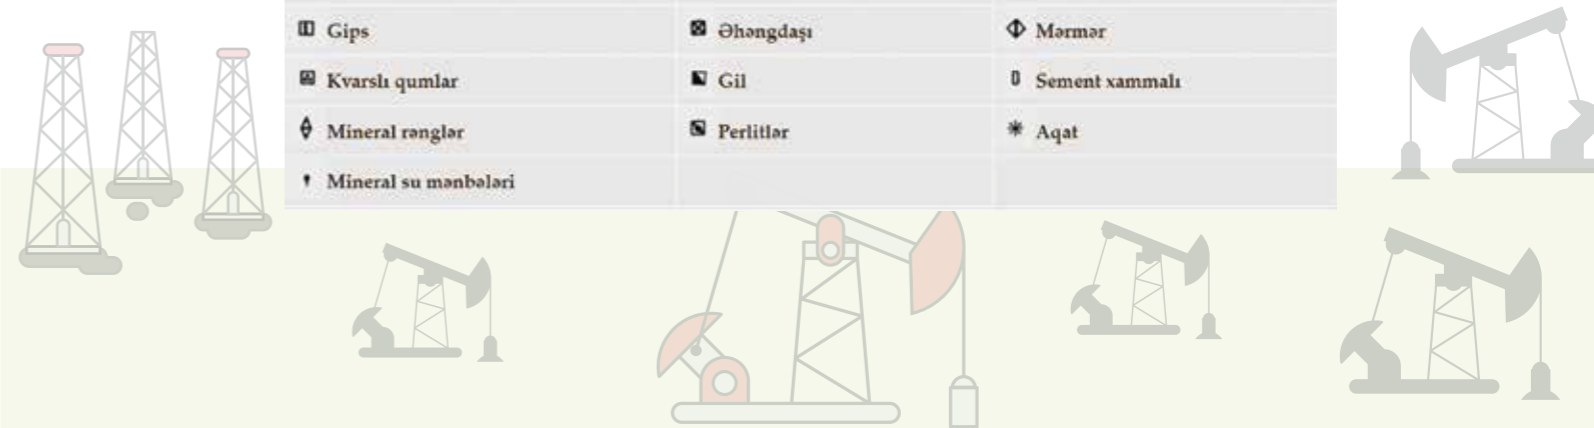 Gips Əhəngdaşı Mərmər
Kvarslı qumlar Gil Sement xammalı
Mineral rənglər Perlitlər Aqat
Mineral su mənbələri